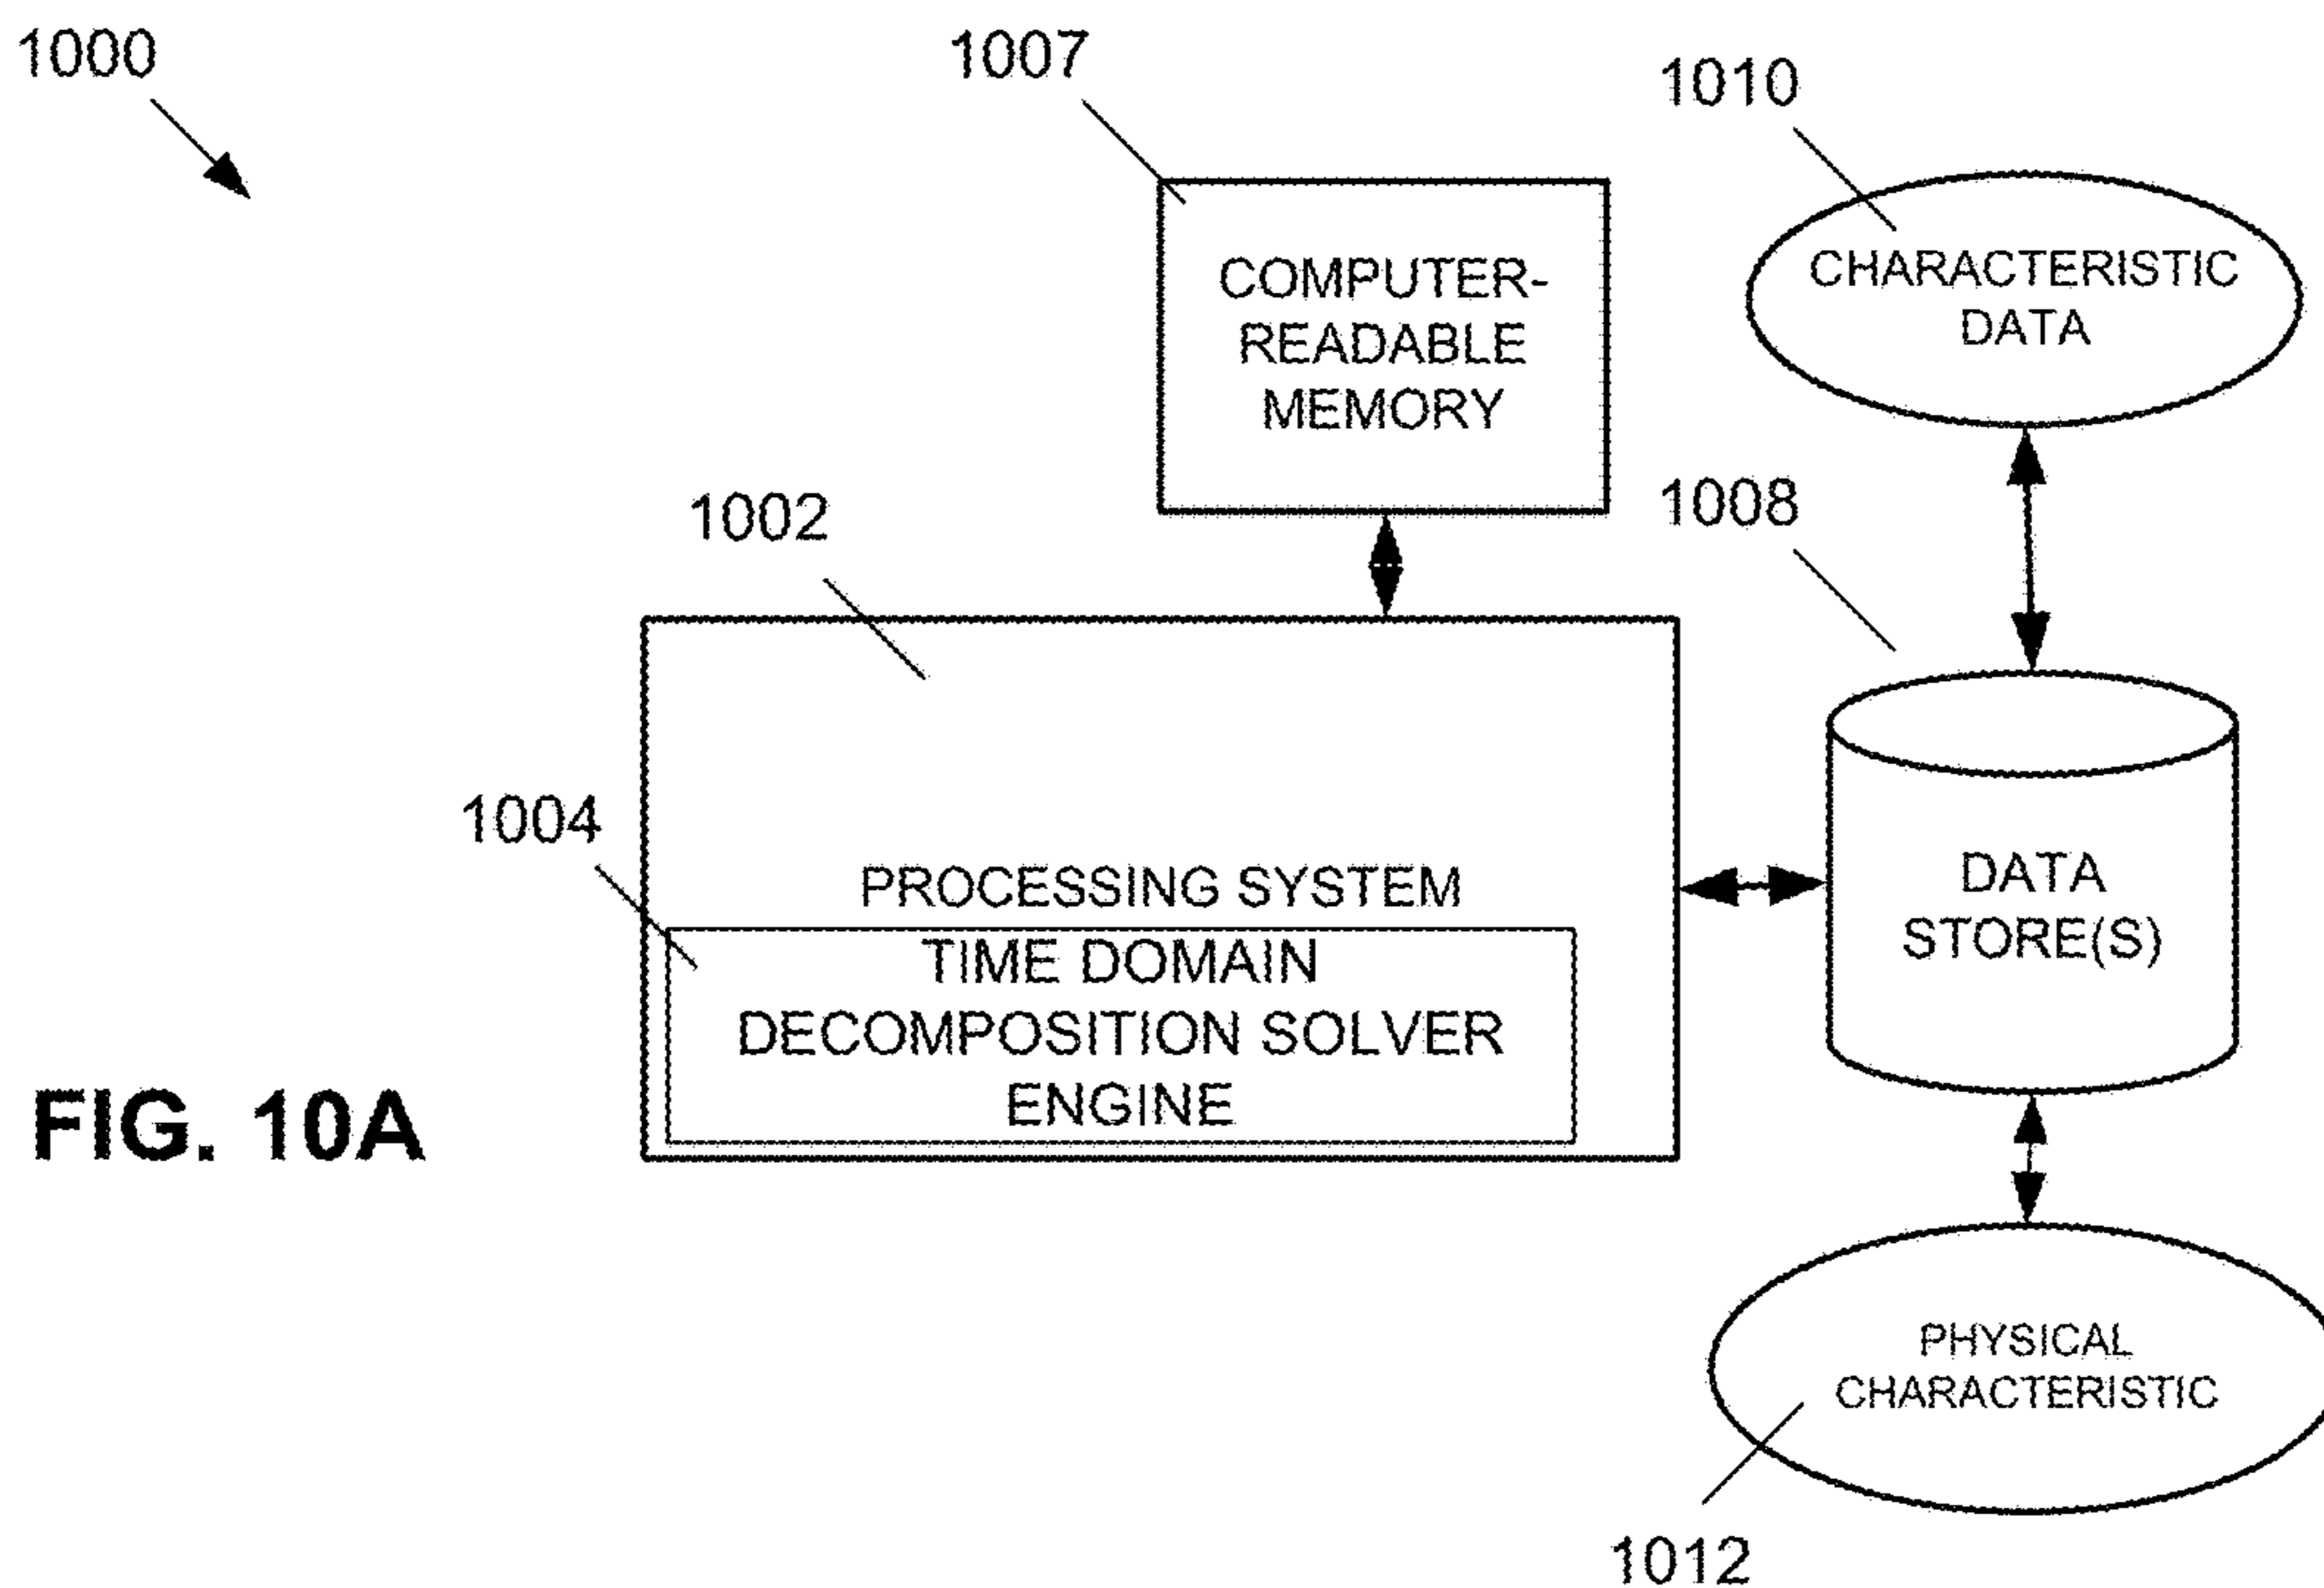 1000
1007
1010
COMPUTER-
READABLE
MEMORY
CHARACTERISTIC
DATA
1002
1008
1004
PROCESSING SYSTEM
TIME DOMAIN
DECOMPOSITION SOLVER
ENGINE
DATA
STORE(S)
FIG. 10A
PHYSICAL
CHARACTERISTIC
1012